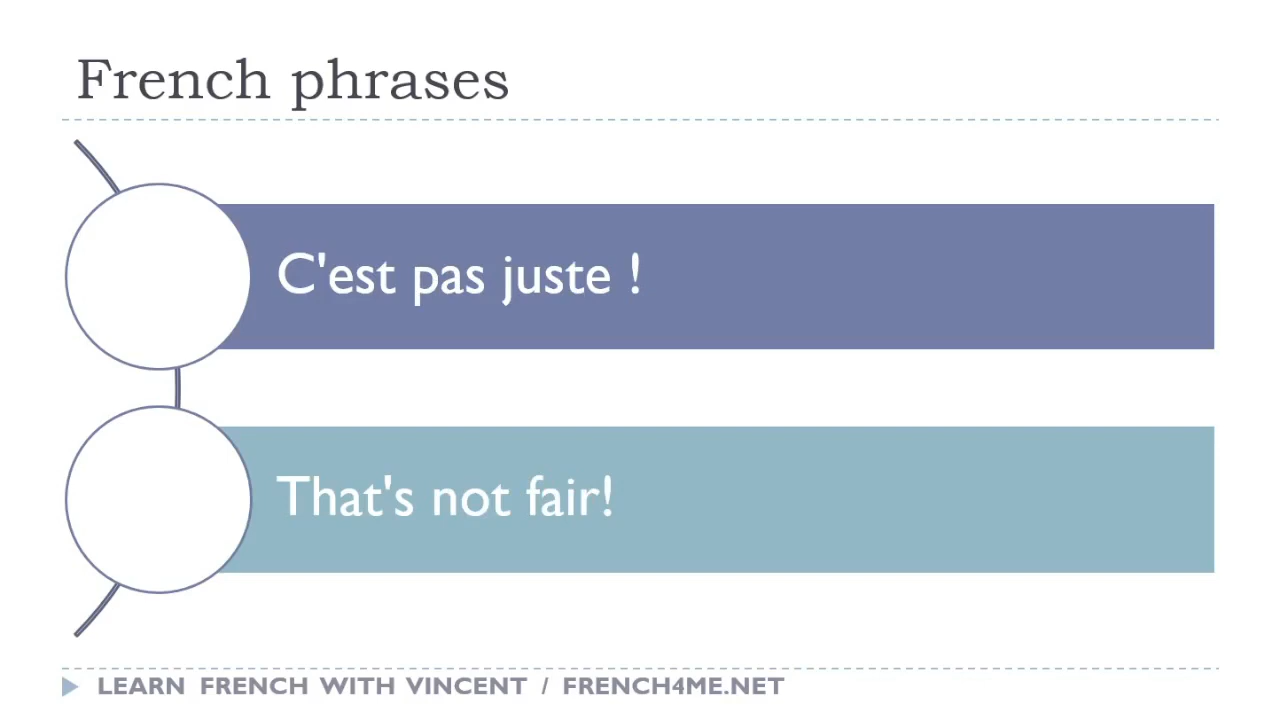 French phrases
C'est pas juste !
That's not fair!
LEARN FRENCH WITH VINCENT / FRENCH4ME.NET